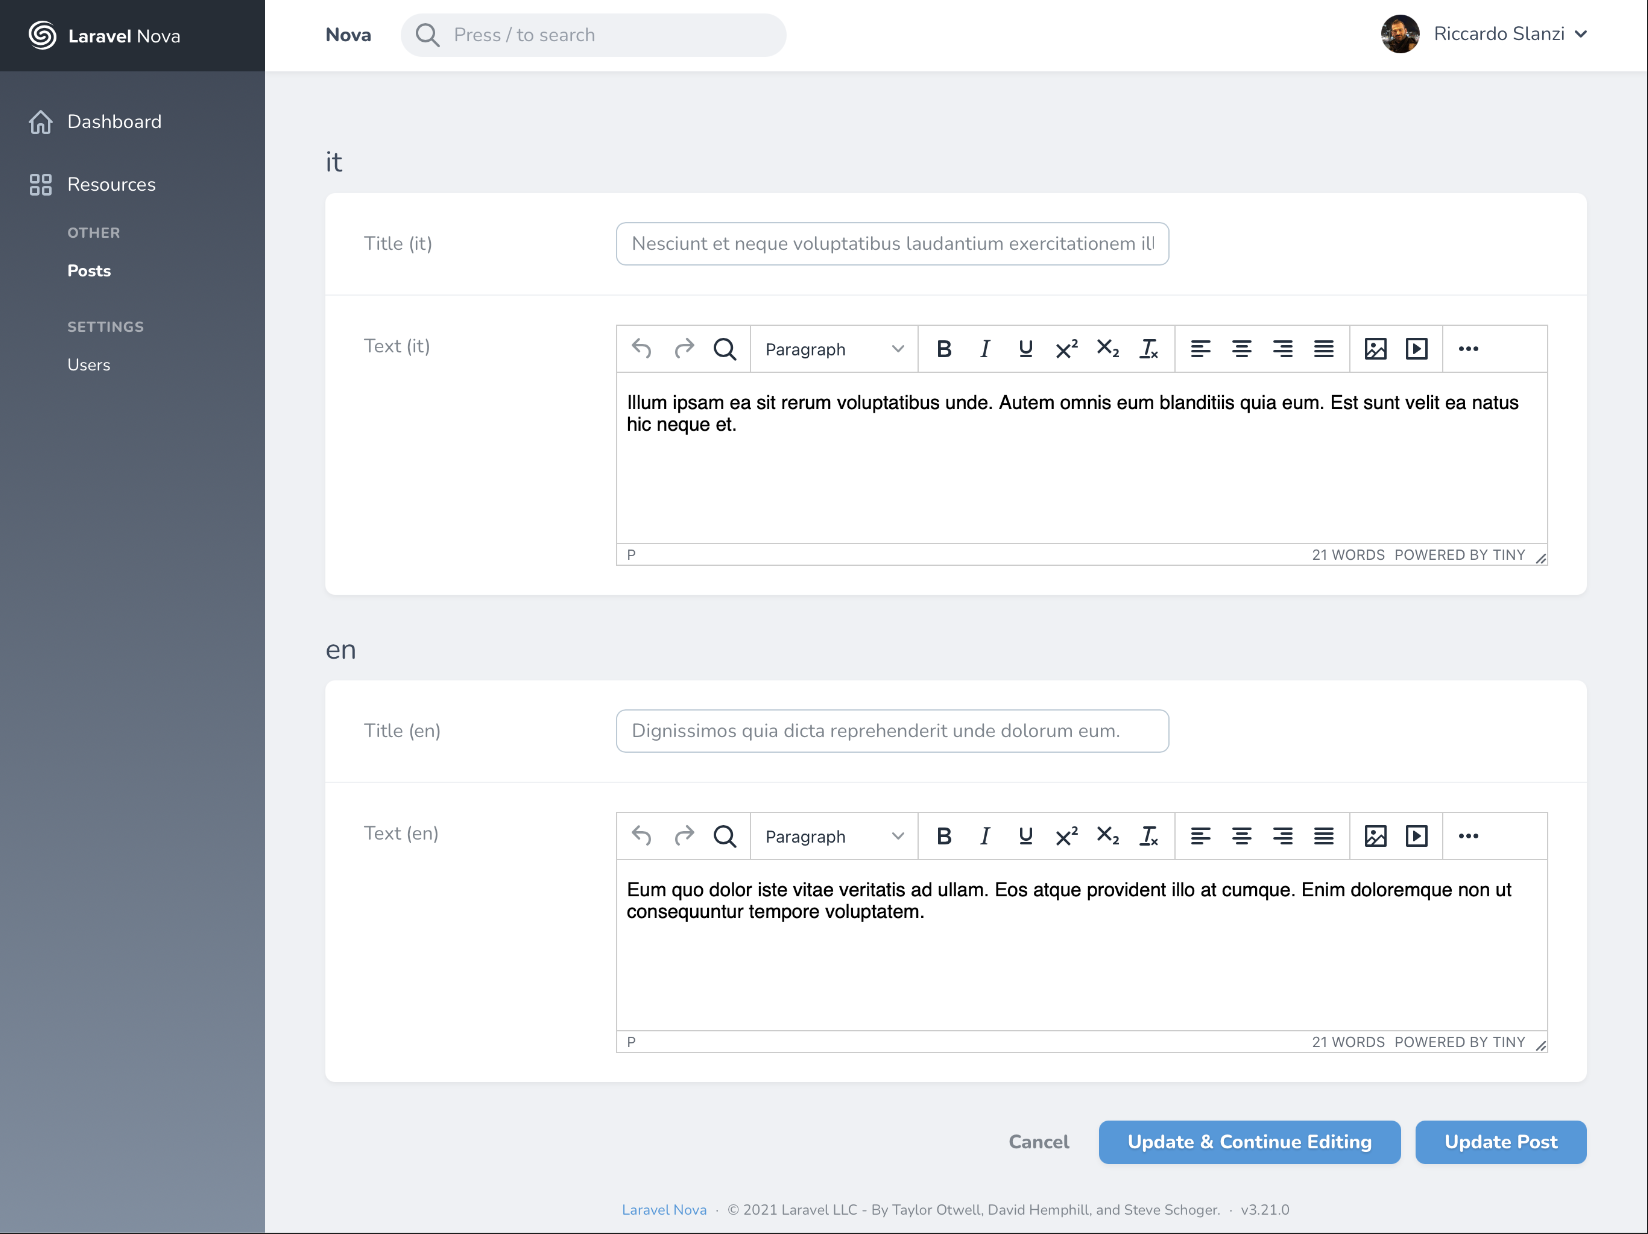 Laravel Nova
Nova
Press / to search
Riccardo Slanzi
Dashboard
Resources
OTHER
Posts
SETTINGS
Users
it
Title (it)
Nesciunt et neque voluptatibus laudantium exercitationem ill
Text (it)
Paragraph
Illum ipsam ea sit rerum voluptatibus unde. Autem omnis eum blanditiis quia eum. Est sunt velit ea natus
hic neque et.
P
21 WORDS POWERED BY TINY
en
Title (en)
Dignissimos quia dicta reprehenderit unde dolorum eum.
Text (en)
Paragraph
Eum quo dolor iste vitae veritatis ad ullam. Eos atque provident illo at cumque. Enim doloremque non ut
consequuntur tempore voluptatem.
P
21 WORDS POWERED BY TINY
Cancel
Update & Continue Editing
Update Post
Laravel Nova · © 2021 Laravel LLC - By Taylor Otwell, David Hemphill, and Steve Schoger. · v3.21.0